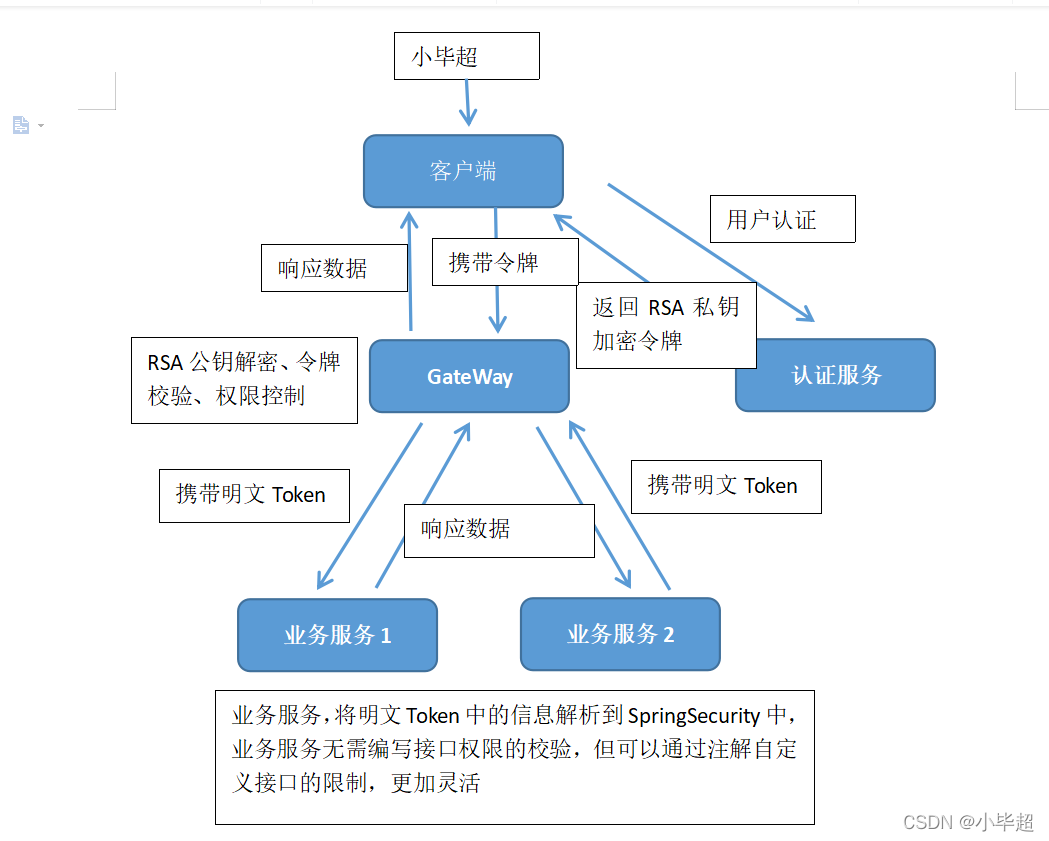 小毕超
客户端
用户认证
响应数据
携带令牌
返回 RSA 私钥
加密令牌
RSA 公钥解密、令牌
校验、权限控制
GateWay
认证服务
携带明文 Token
携带明文 Token
响应数据
业务服务 1
业务服务 2
业务服务，将明文 Token 中的信息解析到 SpringSecurity 中，
业务服务无需编写接口权限的校验，但可以通过注解自定
义接口的限制，更加灵活
CSDN @小毕超